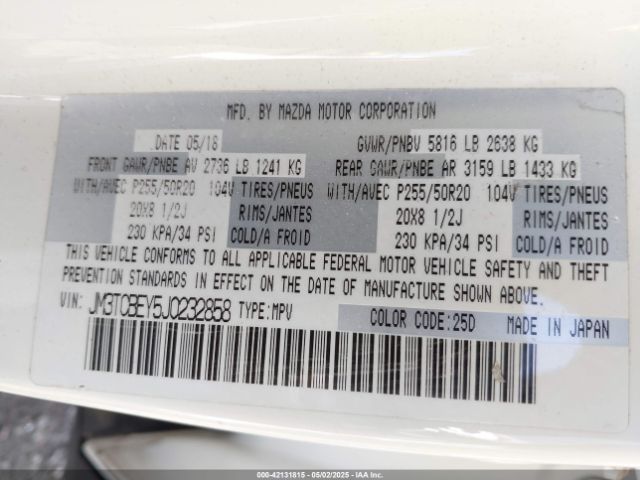 MFD. BY MAZDA MOTOR CORPORATION
DATE 05/18 GVWR/PNBV 5816 LB 2638 KG
FRONT GAWR/PNBE AV 2736 LB 1241 KG REAR GAWR/PNBE AR 3159 LB 1433 KG
WITH/AVEC P255/50R20 104V TIRES/PNEUS WITH/AVEC P255/50R20 104V TIRES/PNEUS
20X8 1/2J RIMS/JANTES 20X8 1/2J RIMS/JANTES
230 KPA/34 PSI COLD/A FROID 230 KPA/34 PSI COLD/A FROID
THIS VEHICLE CONFORMS TO ALL APPLICABLE FEDERAL MOTOR VEHICLE SAFETY AND THEFT
PREVENTION STANDARDS IN EFFECT ON THE DATE OF MANUFACTURE SHOWN ABOVE.
VIN: JM3TCBEY5J0232858 TYPE:MPV COLOR CODE:25D MADE IN JAPAN
000-42131815 - 05/02/2025 - IAAI.COM